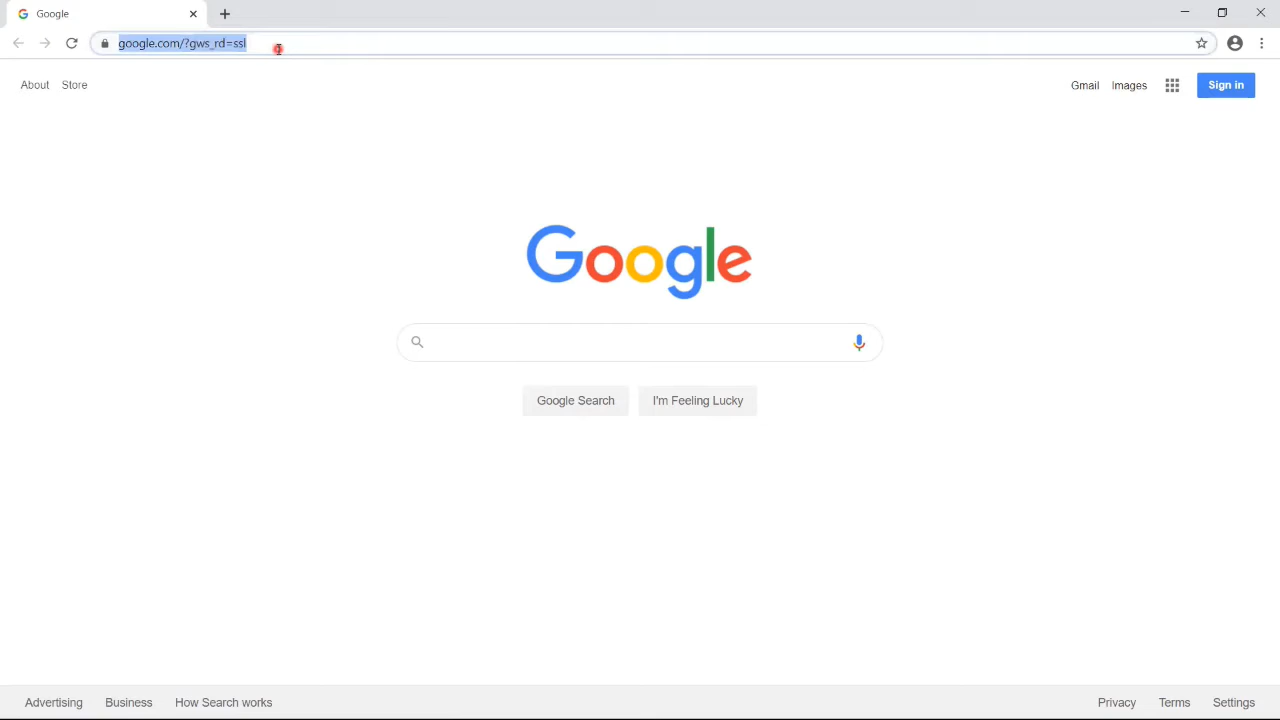 Google
google.com/?gws_rd=ssl
About Store
Gmail Images Sign in
Google
Google Search I'm Feeling Lucky
Advertising Business How Search works
Privacy Terms Settings